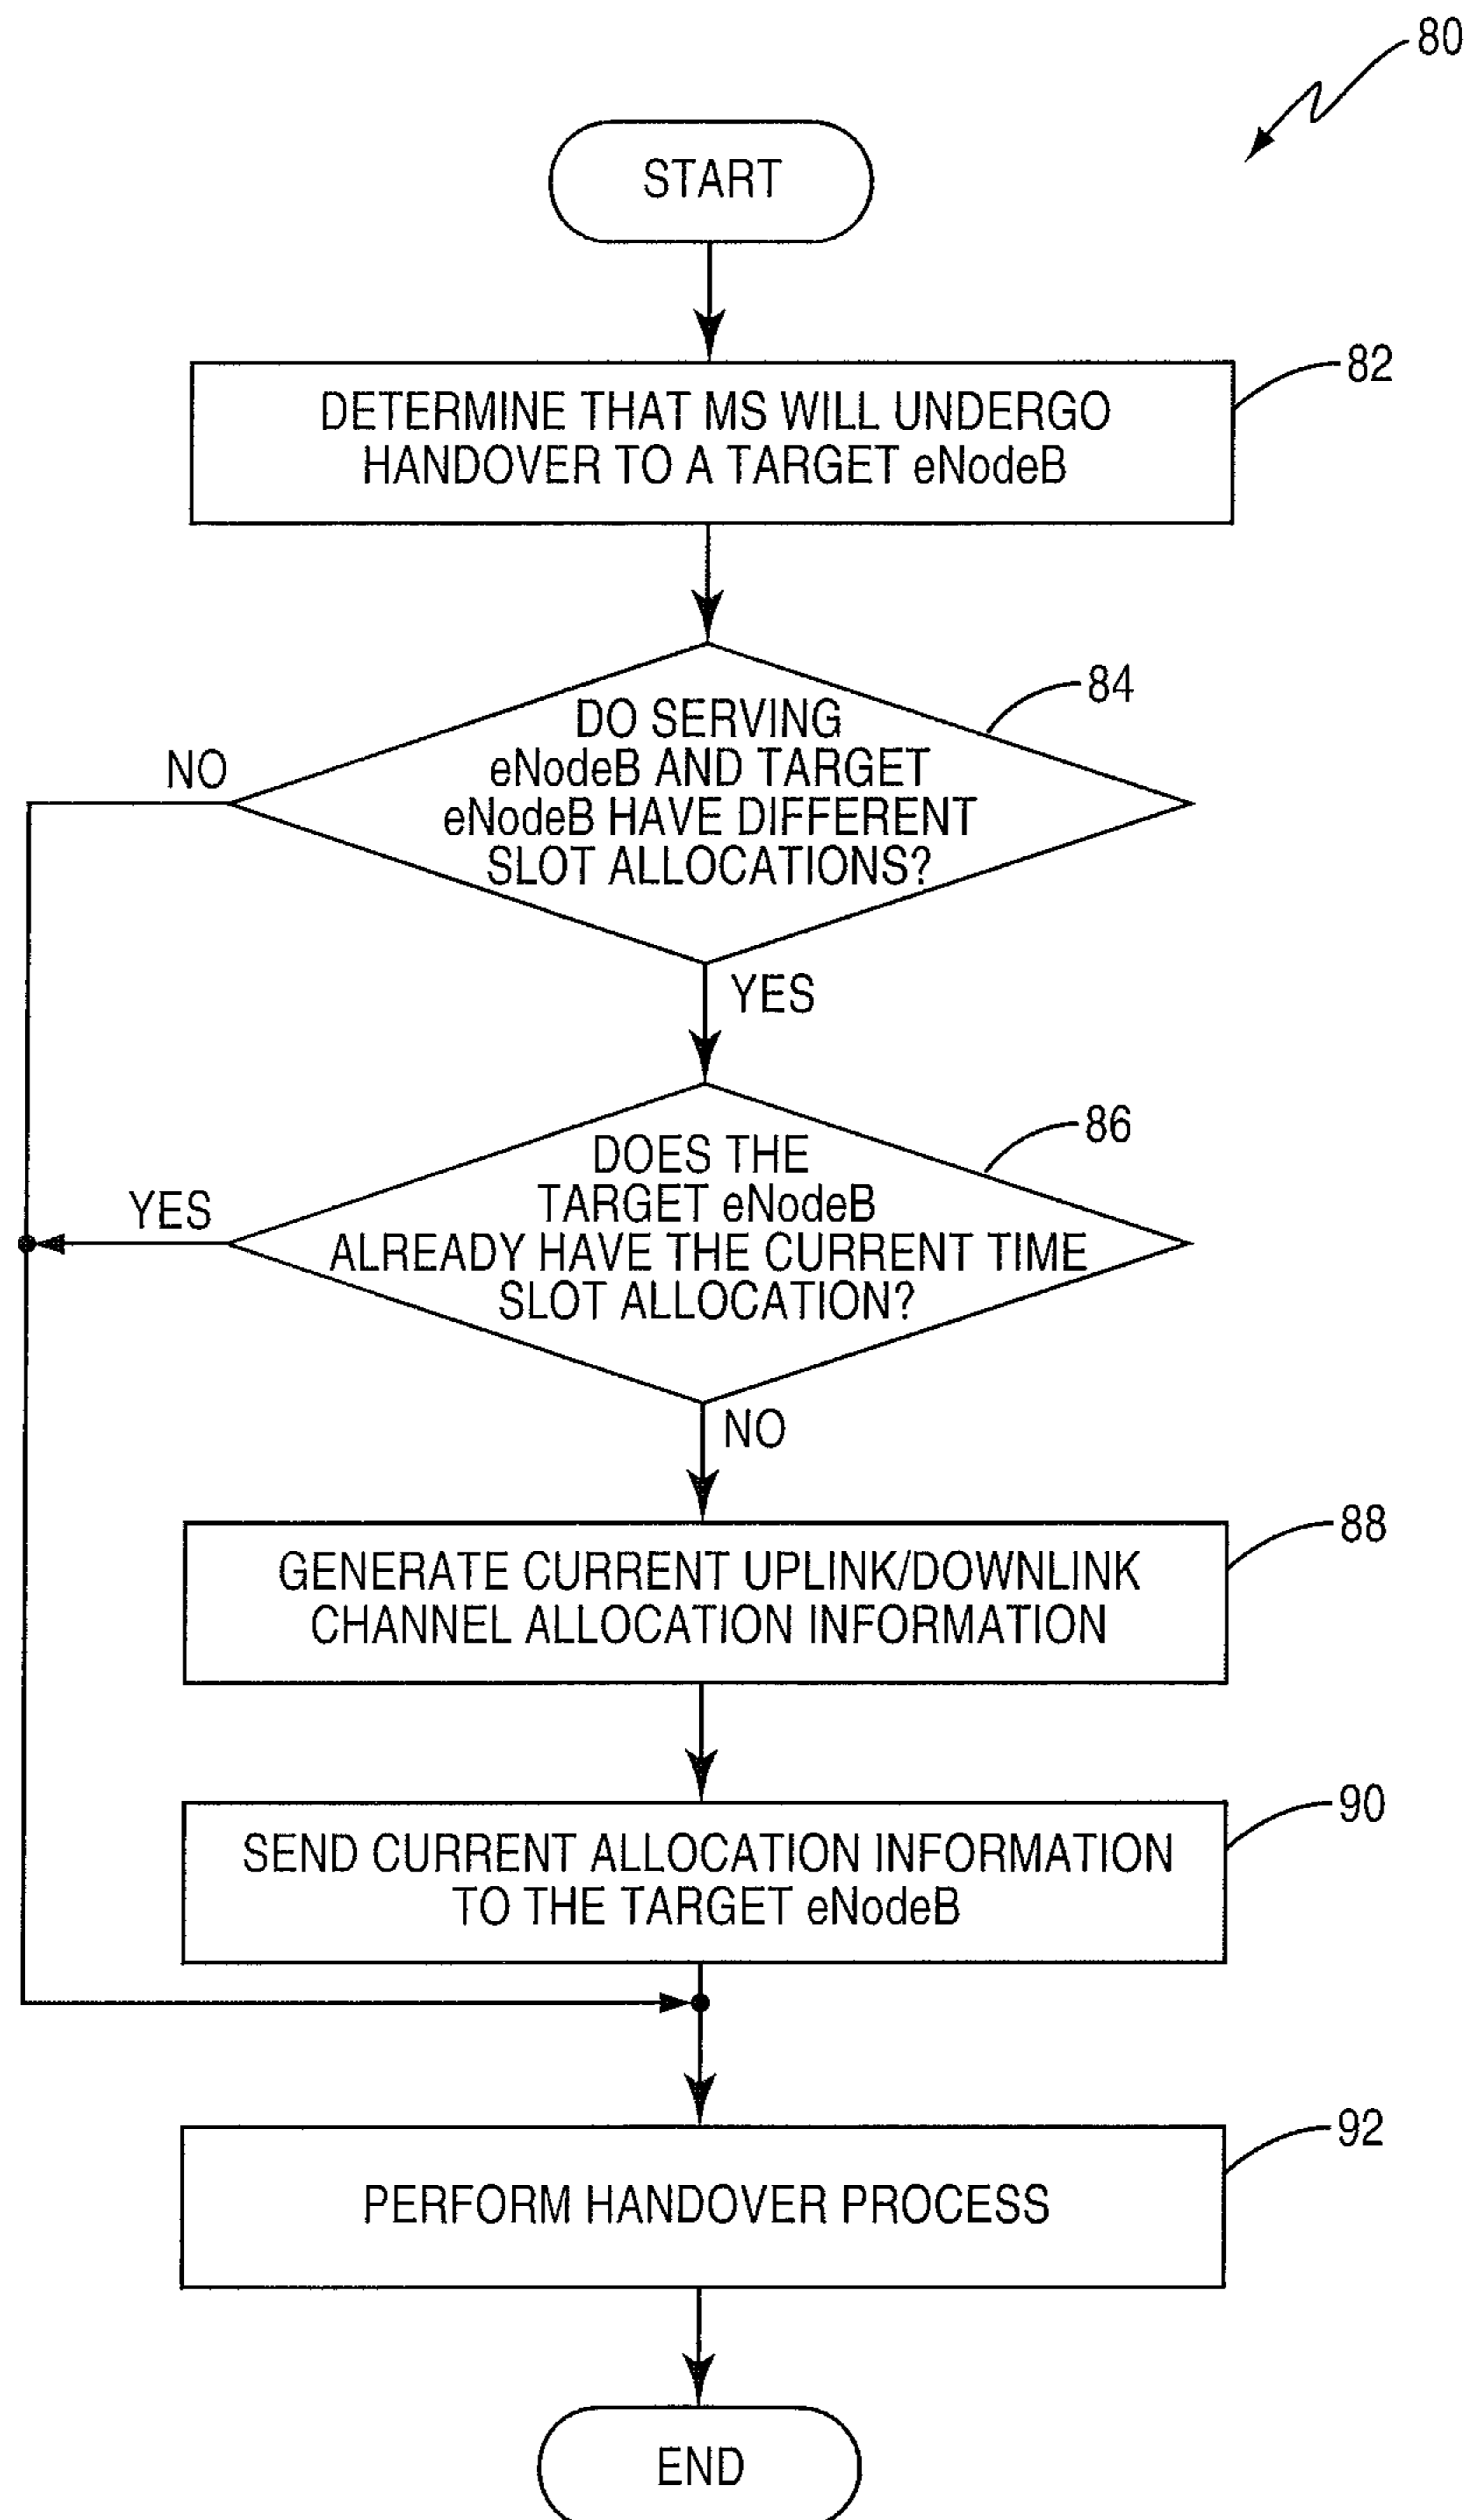 80
START
82
DETERMINE THAT MS WILL UNDERGO
HANDOVER TO A TARGET eNodeB
84
DO SERVING
eNodeB AND TARGET
eNodeB HAVE DIFFERENT
SLOT ALLOCATIONS?
NO
YES
86
DOES THE
TARGET eNodeB
ALREADY HAVE THE CURRENT TIME
SLOT ALLOCATION?
YES
NO
88
GENERATE CURRENT UPLINK/DOWNLINK
CHANNEL ALLOCATION INFORMATION
90
SEND CURRENT ALLOCATION INFORMATION
TO THE TARGET eNodeB
92
PERFORM HANDOVER PROCESS
END